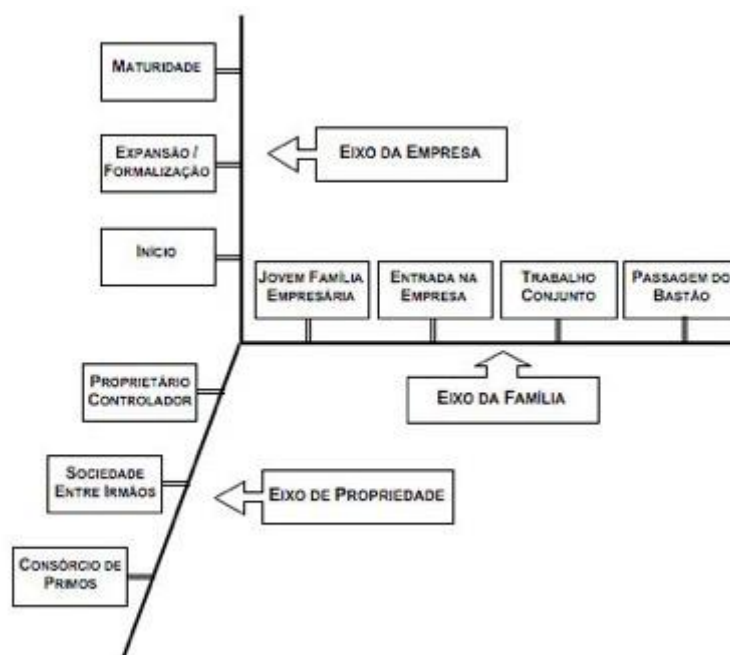 MATURIDADE
EXPANSÃO /
FORMALIZAÇÃO
EIXO DA EMPRESA
INÍCIO
JOVEM FAMÍLIA
EMPRESÁRIA
ENTRADA NA
EMPRESA
TRABALHO
CONJUNTO
PASSAGEM DO
BASTÃO
PROPRIETÁRIO
CONTROLADOR
EIXO DA FAMÍLIA
SOCIEDADE
ENTRE IRMÃOS
EIXO DE PROPRIEDADE
CONSÓRCIO DE
PRIMOS